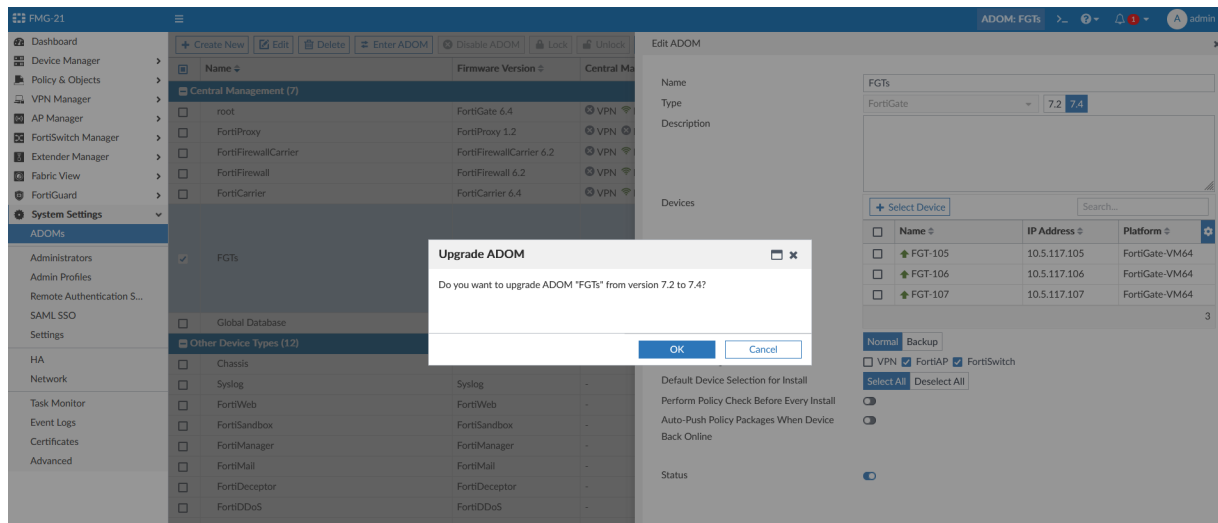 FMG-21
ADOM: FGTs
>_
1
A admin
Dashboard
Device Manager
Policy & Objects
VPN Manager
AP Manager
FortiSwitch Manager
Extender Manager
Fabric View
FortiGuard
System Settings
ADOMs
Administrators
Admin Profiles
Remote Authentication S...
SAML SSO
Settings
HA
Network
Task Monitor
Event Logs
Certificates
Advanced
+ Create New Edit Delete Enter ADOM Disable ADOM Lock Unlock
Name Firmware Version Central Ma
Central Management (7)
root FortiGate 6.4 VPN
FortiProxy FortiProxy 1.2 VPN
FortiFirewallCarrier FortiFirewallCarrier 6.2 VPN
FortiFirewall FortiFirewall 6.2 VPN
FortiCarrier FortiCarrier 6.4 VPN
FGTs
Global Database
Other Device Types (12)
Chassis
Syslog Syslog -
FortiWeb FortiWeb -
FortiSandbox FortiSandbox -
FortiManager FortiManager -
FortiMail FortiMail -
FortiDeceptor FortiDeceptor -
FortiDDoS FortiDDoS -
Upgrade ADOM
Do you want to upgrade ADOM "FGTs" from version 7.2 to 7.4?
OK Cancel
Edit ADOM
Name FGTs
Type FortiGate 7.2 7.4
Description
Devices + Select Device Search...
Name IP Address Platform
FGT-105 10.5.117.105 FortiGate-VM64
FGT-106 10.5.117.106 FortiGate-VM64
FGT-107 10.5.117.107 FortiGate-VM64
3
Normal Backup
VPN FortiAP FortiSwitch
Default Device Selection for Install Select All Deselect All
Perform Policy Check Before Every Install
Auto-Push Policy Packages When Device
Back Online
Status